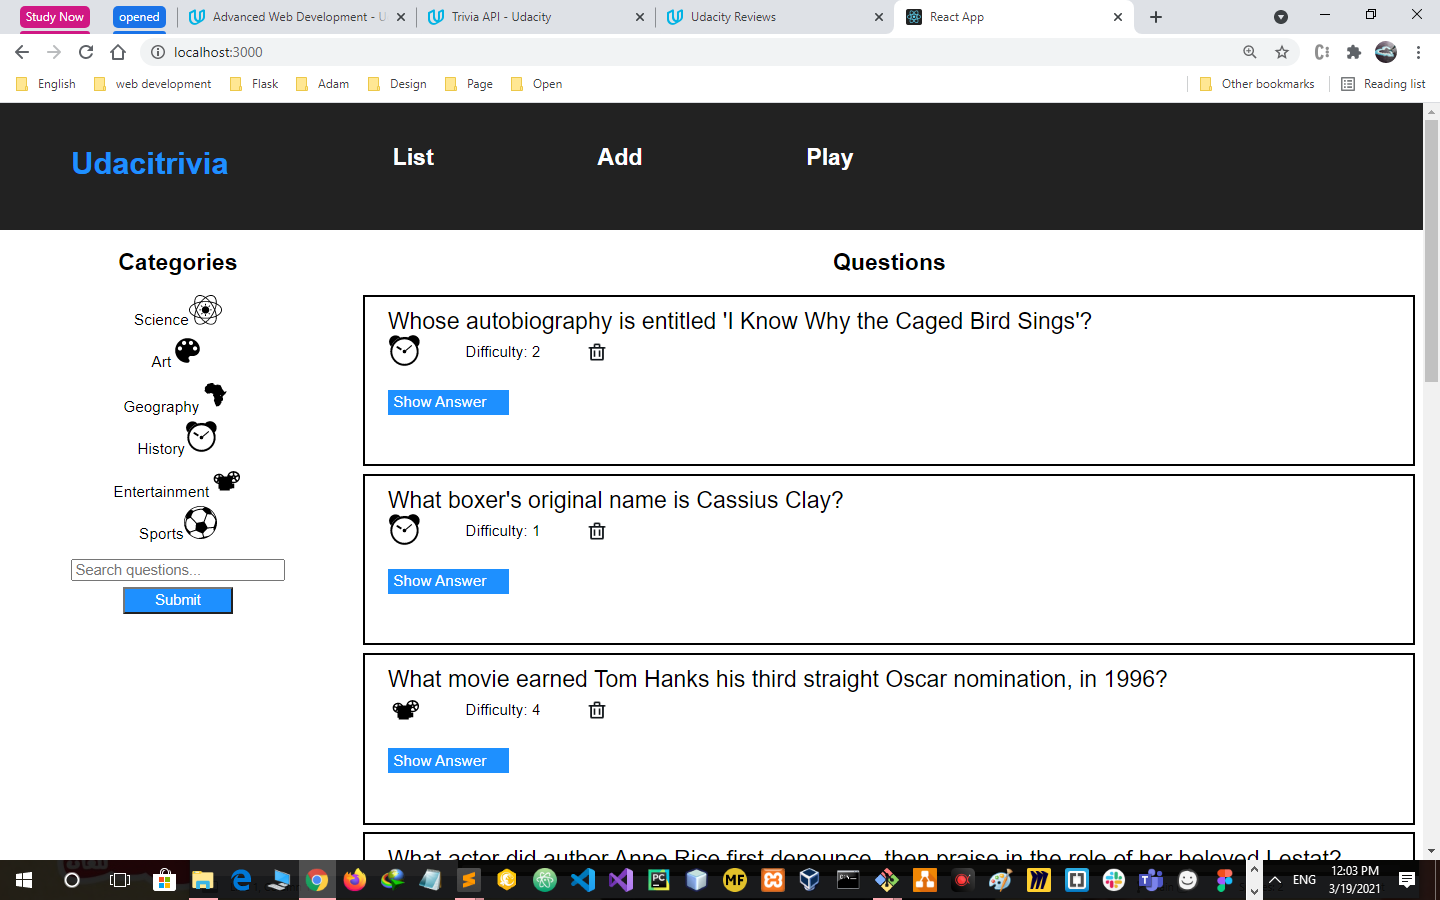 Study Now
opened
Advanced Web Development - U
Trivia API - Udacity
Udacity Reviews
React App
localhost:3000
English
web development
Flask
Adam
Design
Page
Open
Other bookmarks
Reading list
Udacitrivia
List
Add
Play
Categories
Science
Art
Geography
History
Entertainment
Sports
Search questions...
Submit
Questions
Whose autobiography is entitled 'I Know Why the Caged Bird Sings'?
Difficulty: 2
Show Answer
What boxer's original name is Cassius Clay?
Difficulty: 1
Show Answer
What movie earned Tom Hanks his third straight Oscar nomination, in 1996?
Difficulty: 4
Show Answer
What actor did author Anne Rice first denounce, then praise in the role of her beloved Lestat?
ENG
12:03 PM
3/19/2021